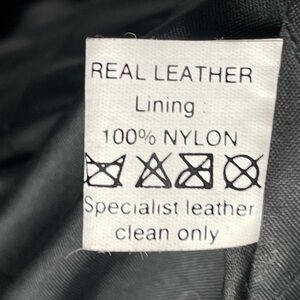 REAL LEATHER
Lining :
100% NYLON
Specialist leather
clean only